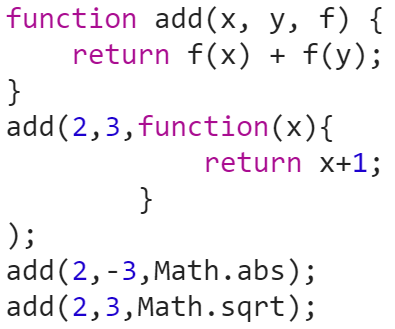 function add(x, y, f) {
    return f(x) + f(y);
}
add(2,3,function(x){
            return x+1;
        }
);
add(2,-3,Math.abs);
add(2,3,Math.sqrt);